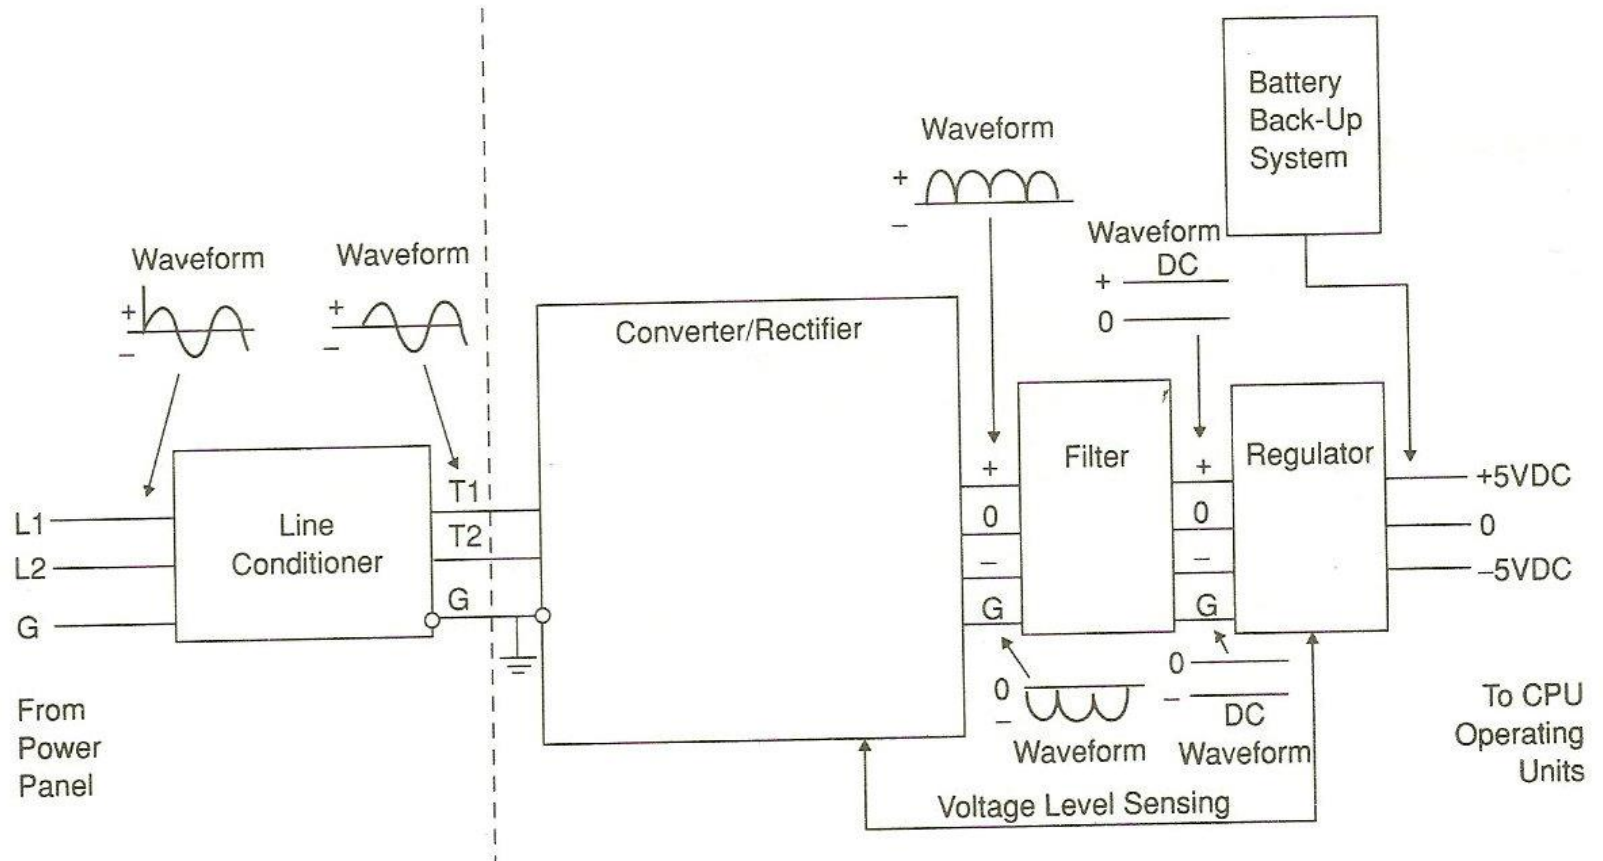 Battery
Back-Up
System
Waveform
+
–
Waveform
DC
+
0
Waveform
+
–
Waveform
+
–
Converter/Rectifier
Line
Conditioner
L1
L2
G
T1
T2
G
+
0
–
G
Filter
+
0
–
G
Regulator
+5VDC
0
–5VDC
0
–
Waveform
0
–
DC
Waveform
Voltage Level Sensing
From
Power
Panel
To CPU
Operating
Units